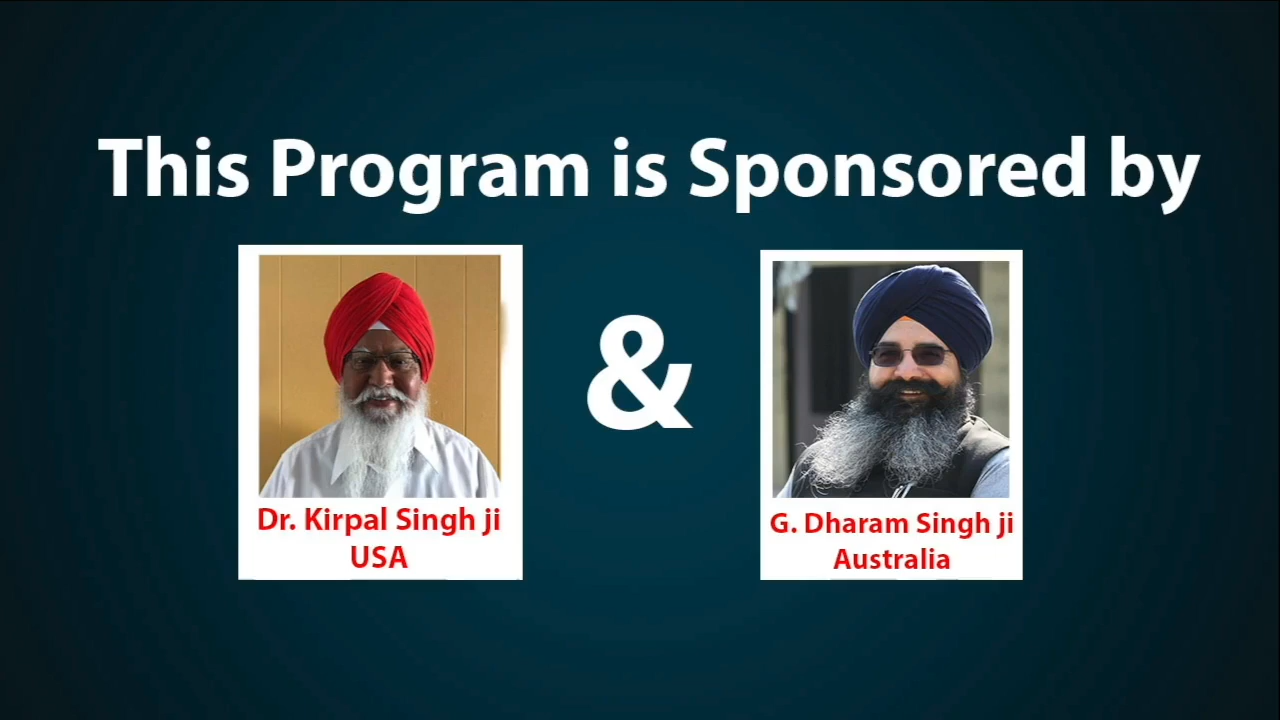 This Program is Sponsored by
&
Dr. Kirpal Singh ji
USA
G. Dharam Singh ji
Australia